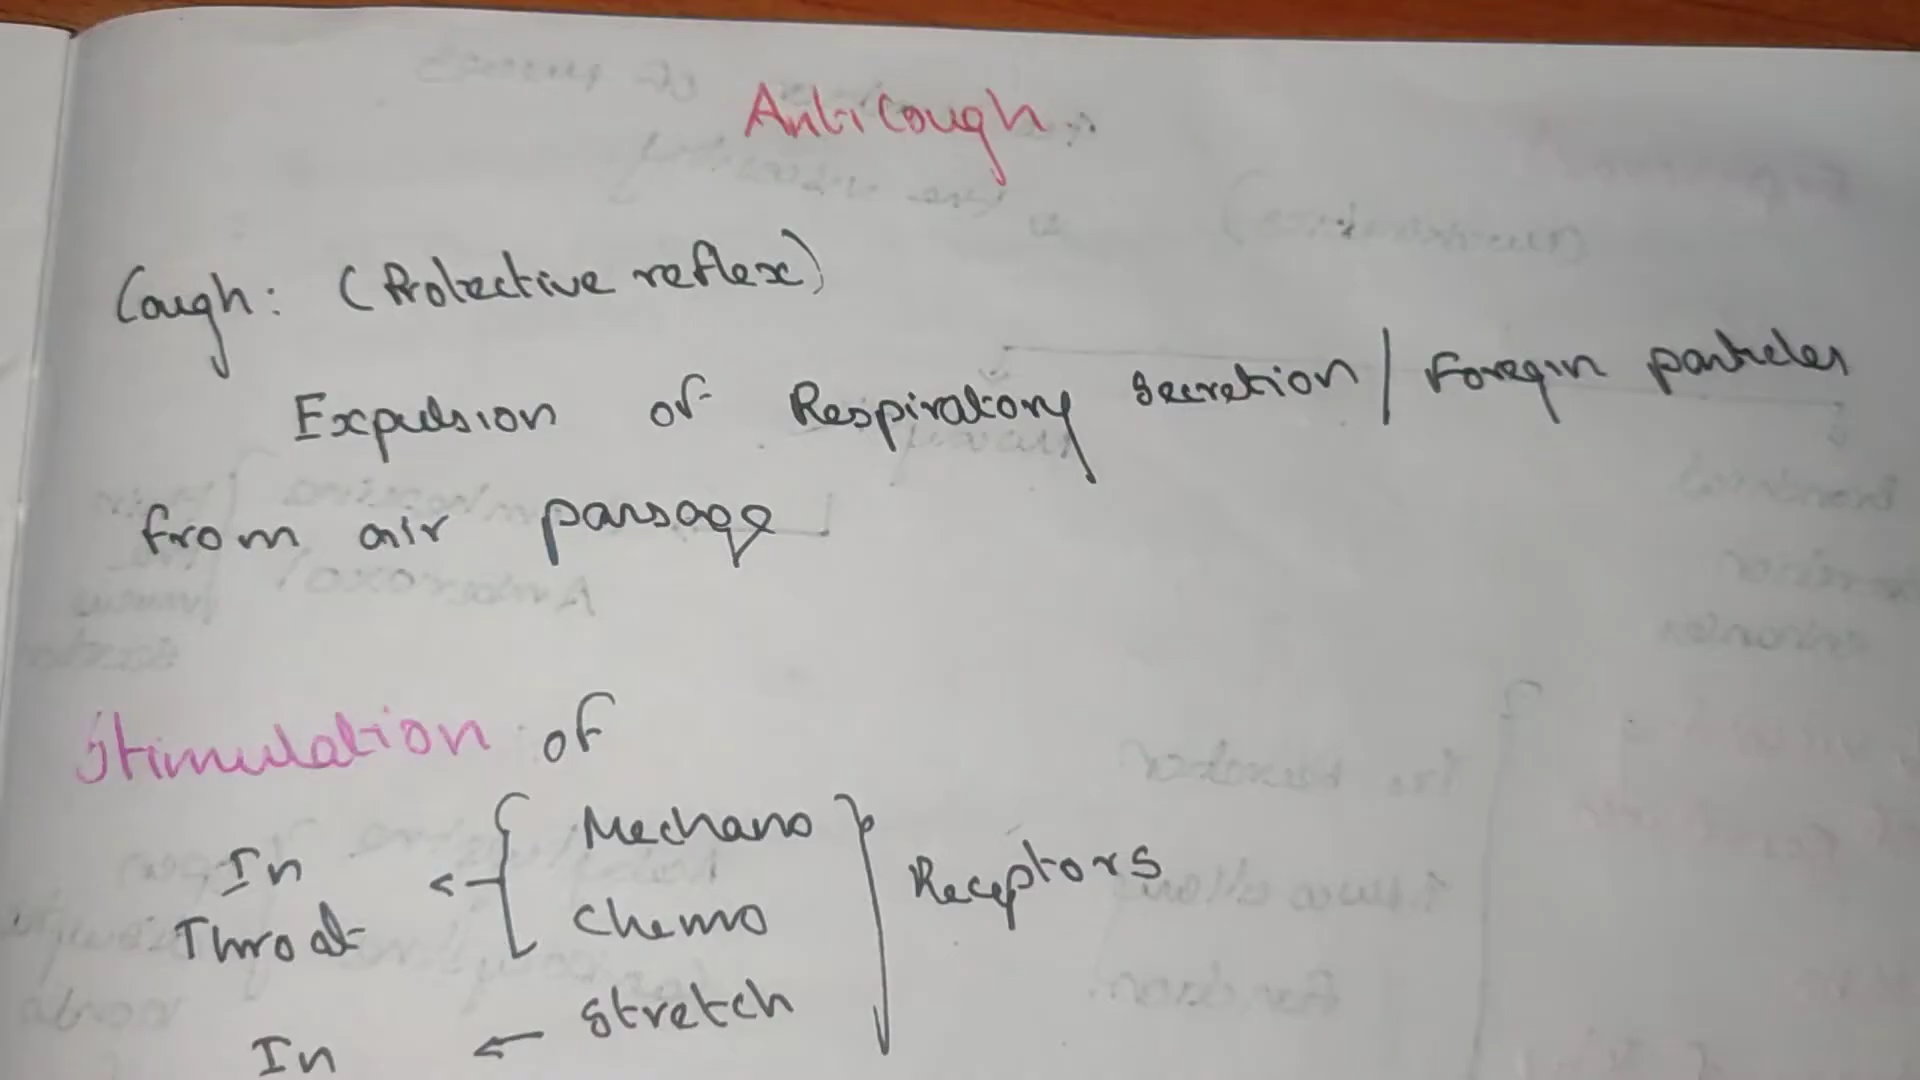 Anticough
Cough: (Protective reflex)
Expulsion of Respiratory Secretion / Foregin particles
from air passage
Stimulation of
Mechano
In
Throat
Chemo
Receptors
Stretch
In